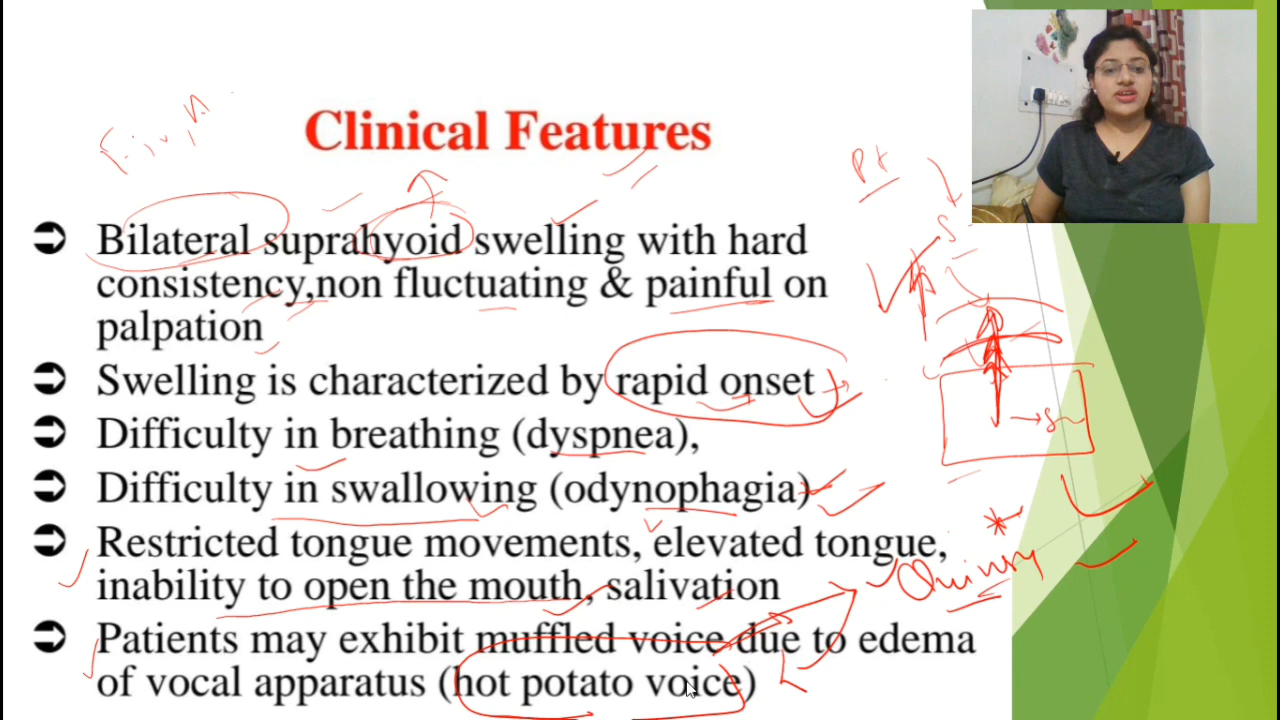 Clinical Features
Bilateral suprahyoid swelling with hard
consistency,non fluctuating & painful on
palpation
Swelling is characterized by rapid onset
Difficulty in breathing (dyspnea),
Difficulty in swallowing (odynophagia)
Restricted tongue movements, elevated tongue,
inability to open the mouth, salivation
Quinsy
Patients may exhibit muffled voice due to edema
of vocal apparatus (hot potato voice)